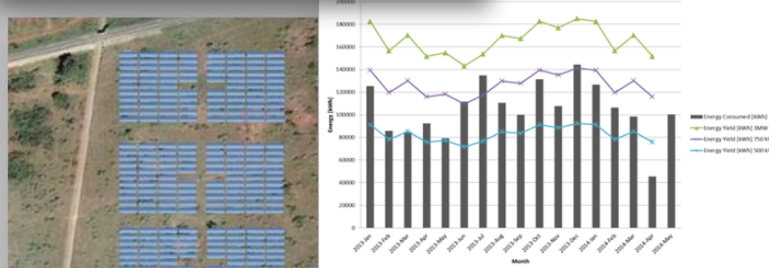 200000
180000
160000
140000
120000
100000
80000
60000
40000
20000
0
Energy [kWh]
2013-Jan
2013-Feb
2013-Mar
2013-Apr
2013-May
2013-Jun
2013-Jul
2013-Aug
2013-Sep
2013-Oct
2013-Nov
2013-Dec
2014-Jan
2014-Feb
2014-Mar
2014-Apr
2014-May
Month
Energy Consumed [KWh]
Energy Yield [kWh] 1MW
Energy Yield [kWh] 750
Energy Yield [kWh] 500